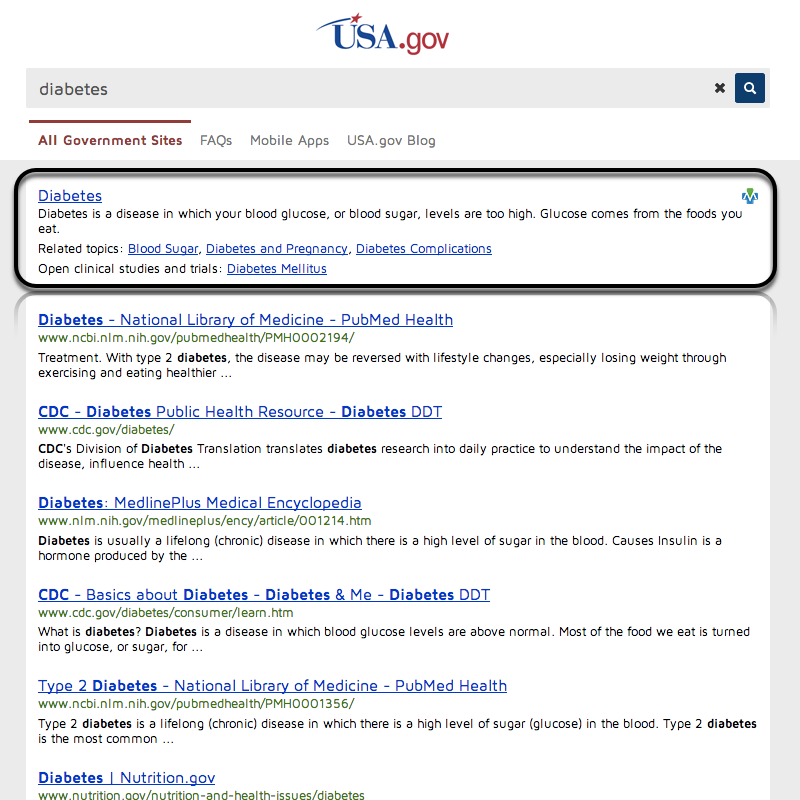 USA.gov
diabetes
All Government Sites FAQs Mobile Apps USA.gov Blog
Diabetes
Diabetes is a disease in which your blood glucose, or blood sugar, levels are too high. Glucose comes from the foods you
eat.
Related topics: Blood Sugar, Diabetes and Pregnancy, Diabetes Complications
Open clinical studies and trials: Diabetes Mellitus
Diabetes - National Library of Medicine - PubMed Health
www.ncbi.nlm.nih.gov/pubmedhealth/PMH0002194/
Treatment. With type 2 diabetes, the disease may be reversed with lifestyle changes, especially losing weight through
exercising and eating healthier ...
CDC - Diabetes Public Health Resource - Diabetes DDT
www.cdc.gov/diabetes/
CDC's Division of Diabetes Translation translates diabetes research into daily practice to understand the impact of the
disease, influence health ...
Diabetes: MedlinePlus Medical Encyclopedia
www.nlm.nih.gov/medlineplus/ency/article/001214.htm
Diabetes is usually a lifelong (chronic) disease in which there is a high level of sugar in the blood. Causes Insulin is a
hormone produced by the ...
CDC - Basics about Diabetes - Diabetes & Me - Diabetes DDT
www.cdc.gov/diabetes/consumer/learn.htm
What is diabetes? Diabetes is a disease in which blood glucose levels are above normal. Most of the food we eat is turned
into glucose, or sugar, for ...
Type 2 Diabetes - National Library of Medicine - PubMed Health
www.ncbi.nlm.nih.gov/pubmedhealth/PMH0001356/
Type 2 diabetes is a lifelong (chronic) disease in which there is a high level of sugar (glucose) in the blood. Type 2 diabetes
is the most common ...
Diabetes | Nutrition.gov
www.nutrition.gov/nutrition-and-health-issues/diabetes